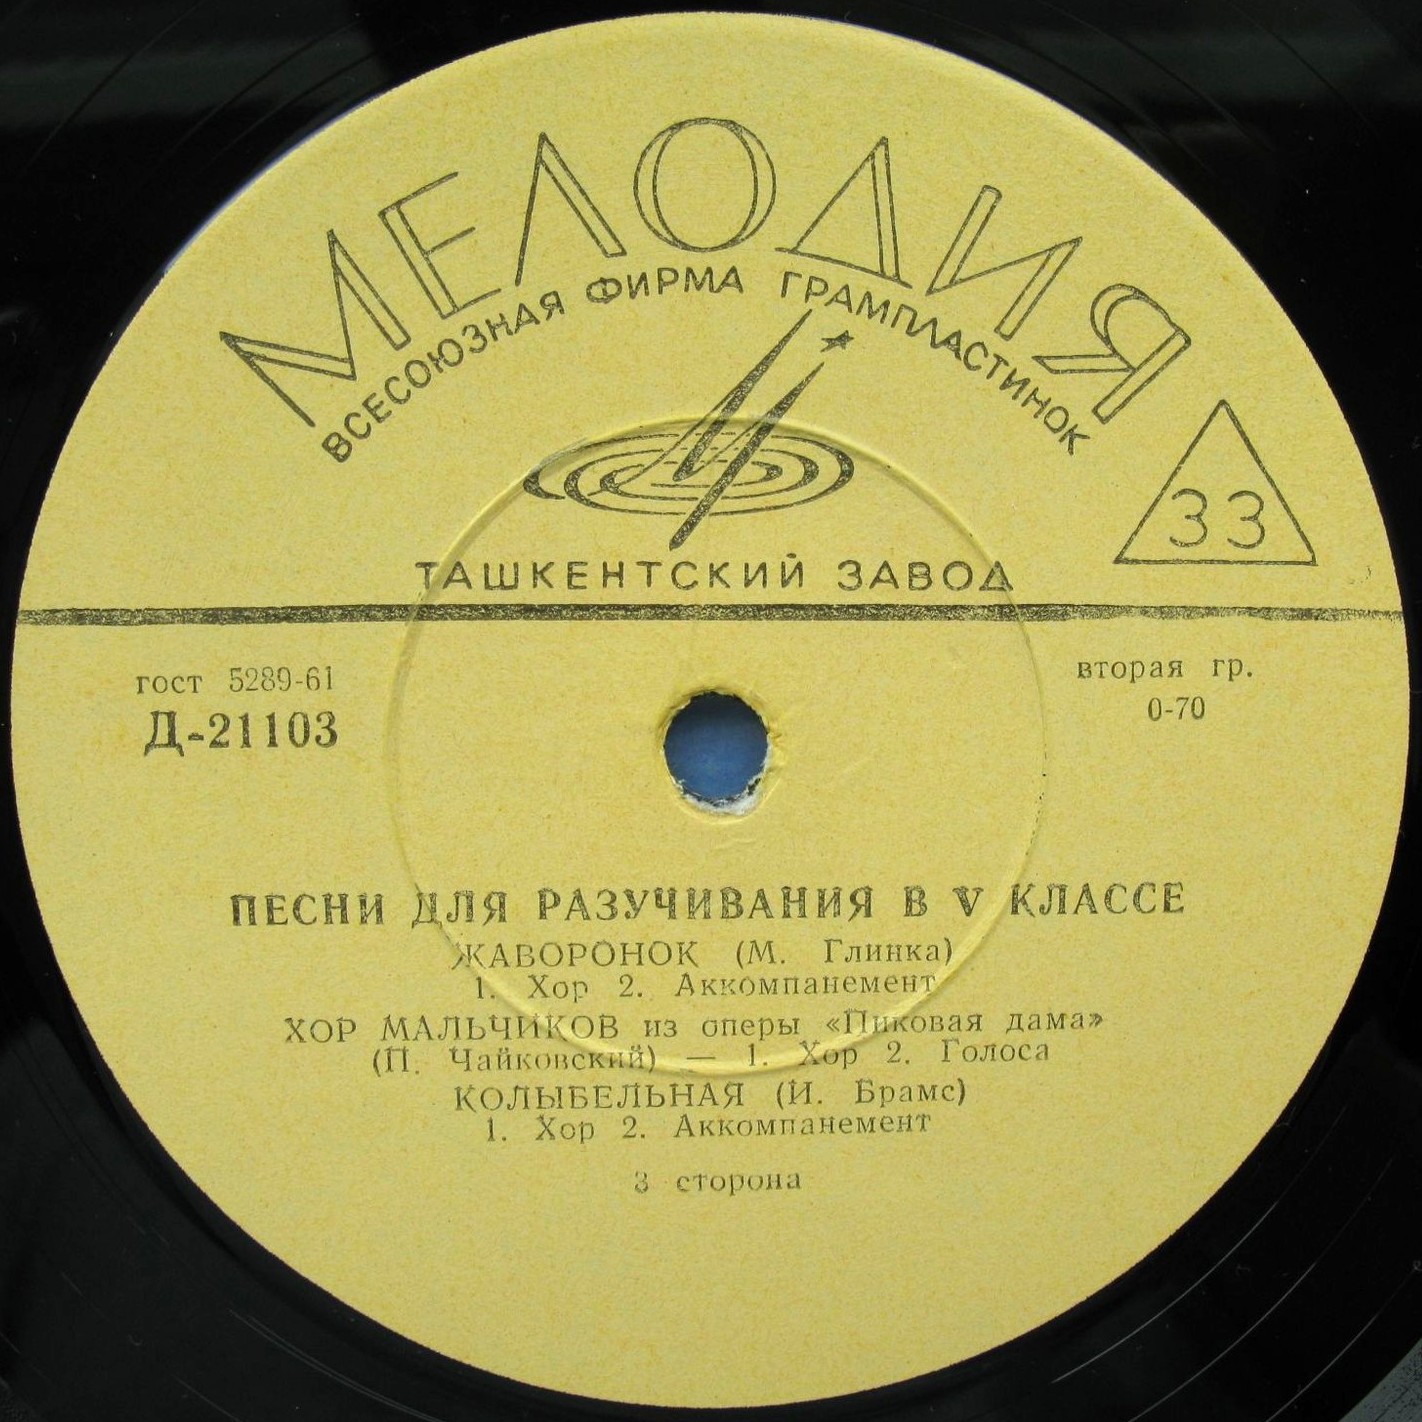 МЕЛОДИЯ
ВСЕСОЮЗНАЯ ФИРМА ГРАМПЛАСТИНОК
33
ТАШКЕНТСКИЙ ЗАВОД
гост 5289-61
Д-21103
вторая гр.
0-70
ПЕСНИ ДЛЯ РАЗУЧИВАНИЯ В V КЛАССЕ
ЖАВОРОНОК (М. Глинка)
1. Хор 2. Аккомпанемент
ХОР МАЛЬЧИКОВ из оперы «Пиковая дама»
(П. Чайковский) — 1. Хор 2. Голоса
КОЛЫБЕЛЬНАЯ (И. Брамс)
1. Хор 2. Аккомпанемент
3 сторона